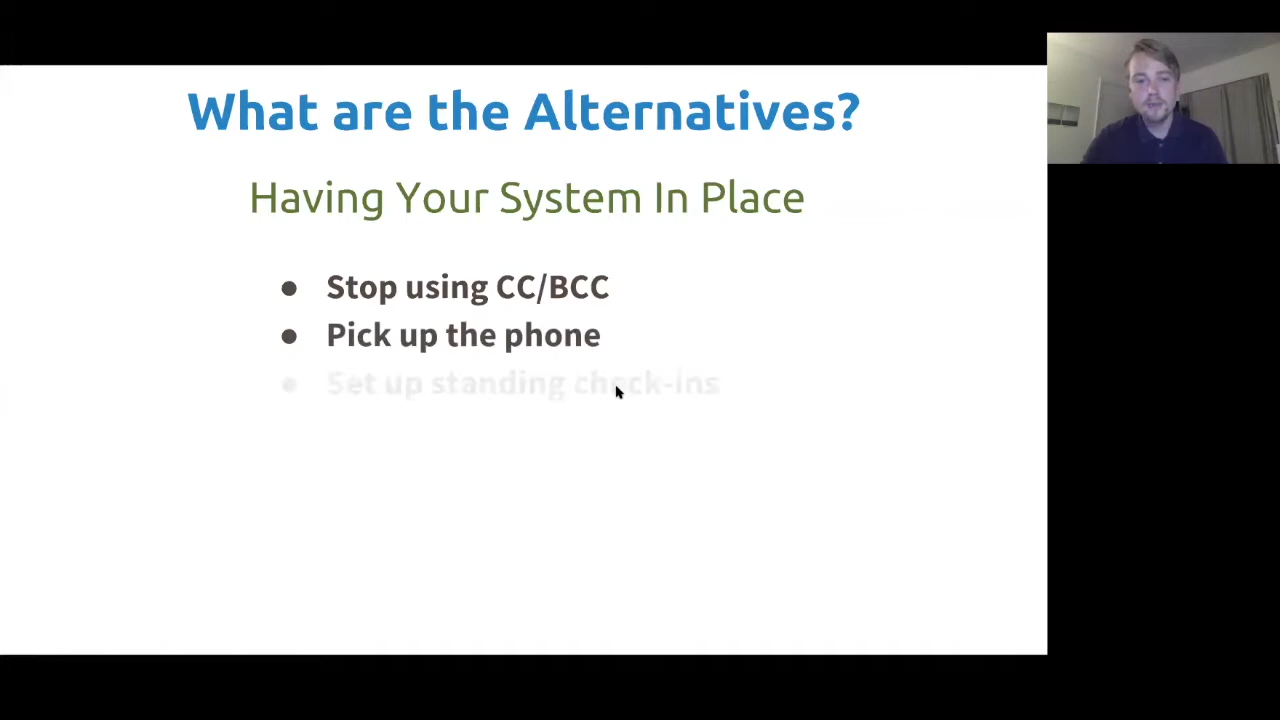 What are the Alternatives?
Having Your System In Place
● Stop using CC/BCC
● Pick up the phone
● Set up standing check-ins